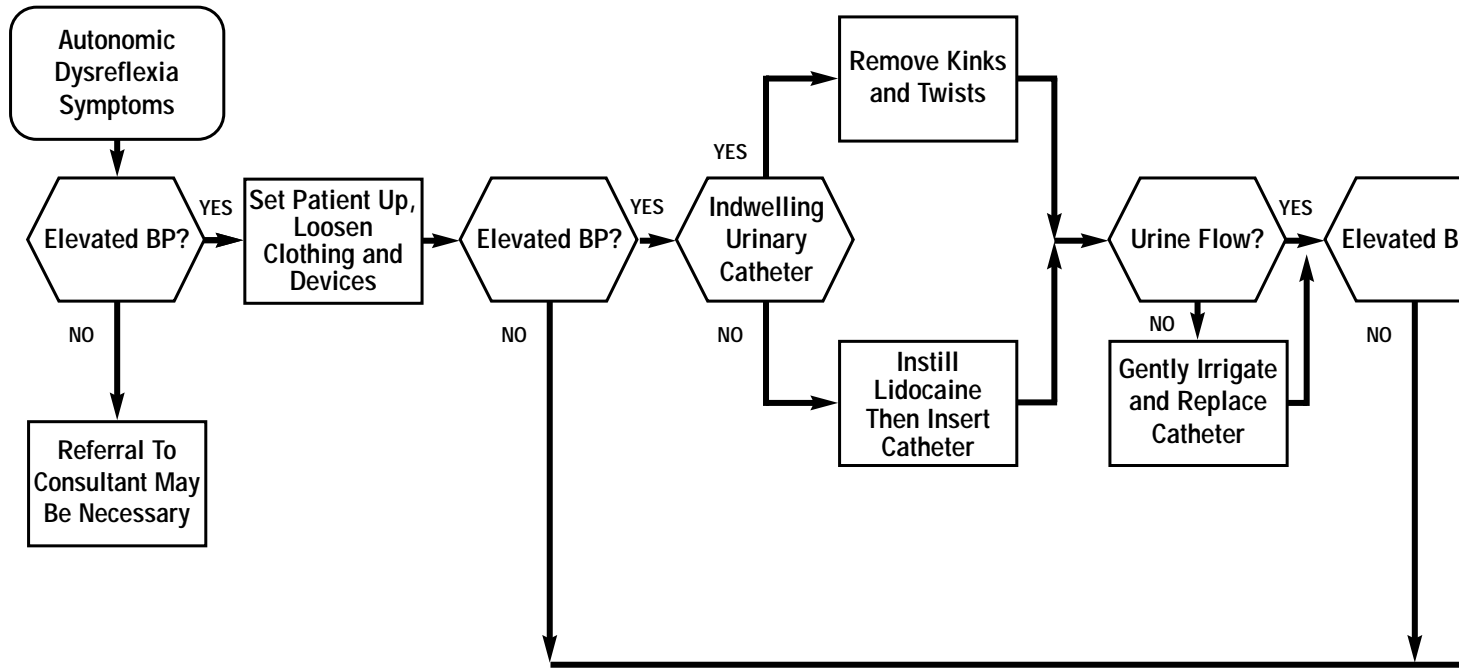 Autonomic
Dysreflexia
Symptoms
Elevated BP?
YES
NO
Referral To
Consultant May
Be Necessary
Set Patient Up,
Loosen
Clothing and
Devices
Elevated BP?
YES
NO
Indwelling
Urinary
Catheter
YES
NO
Remove Kinks
and Twists
Instill
Lidocaine
Then Insert
Catheter
Urine Flow?
YES
NO
Gently Irrigate
and Replace
Catheter
Elevated B
NO